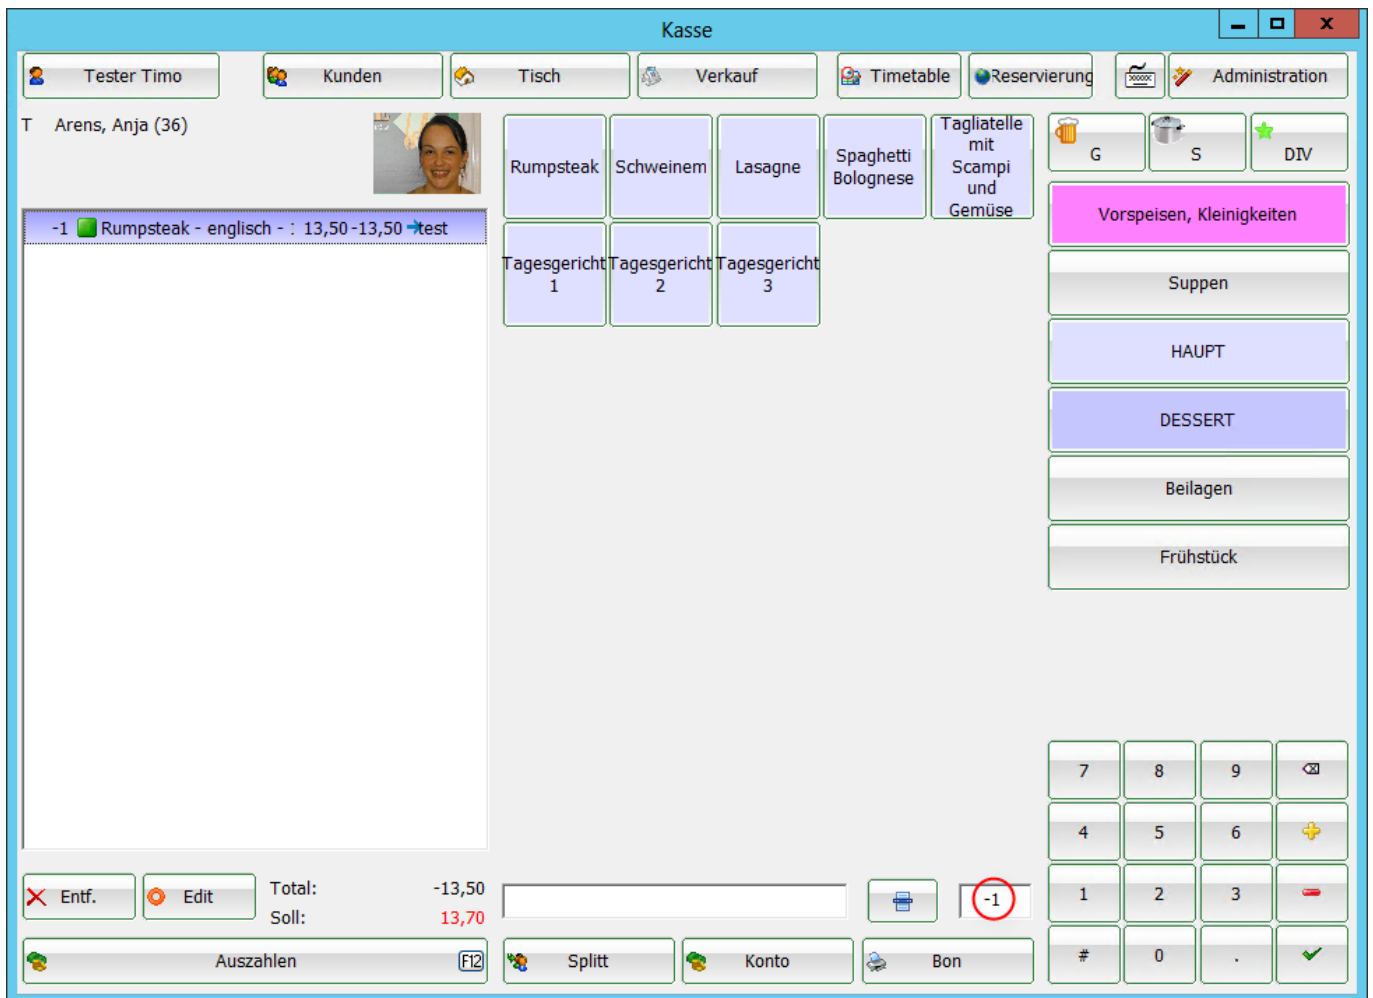 Kasse
Tester Timo
Kunden
Tisch
Verkauf
Timetable
Reservierung
Administration
T Arens, Anja (36)
-1 Rumpsteak - englisch - : 13,50 -13,50 test
Rumpsteak
Schweinem
Lasagne
Spaghetti
Bolognese
Tagliatelle
mit
Scampi
und
Gemüse
Tagesgericht
1
Tagesgericht
2
Tagesgericht
3
G
S
DIV
Vorspeisen, Kleinigkeiten
Suppen
HAUPT
DESSERT
Beilagen
Frühstück
7 8 9
4 5 6
1 2 3
# 0 .
Entf.
Edit
Total: -13,50
Soll: 13,70
-1
Auszahlen F12
Splitt
Konto
Bon